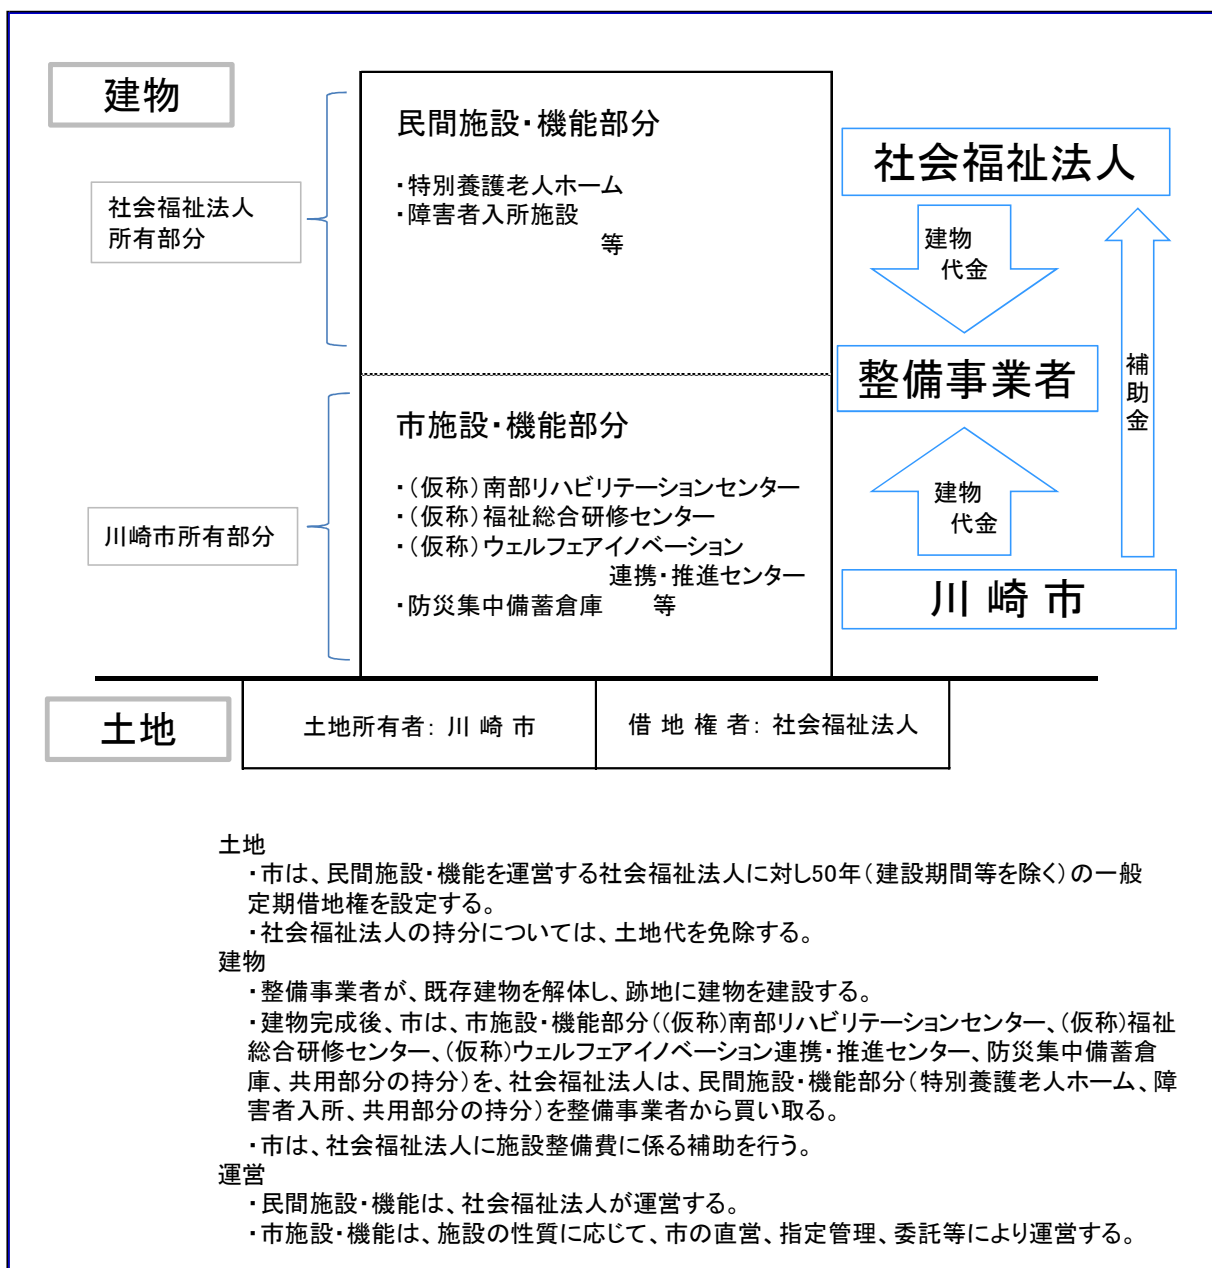 建物
民間施設・機能部分
・特別養護老人ホーム
・障害者入所施設
等
社会福祉法人
所有部分
社会福祉法人
建物
代金
整備事業者
補助金
市施設・機能部分
・(仮称)南部リハビリテーションセンター
・(仮称)福祉総合研修センター
・(仮称)ウェルフェアイノベーション
連携・推進センター
・防災集中備蓄倉庫 等
川崎市所有部分
建物
代金
川 崎 市
土地
土地所有者: 川 崎 市
借 地 権 者: 社会福祉法人
土地
・市は、民間施設・機能を運営する社会福祉法人に対し50年(建設期間等を除く)の一般
定期借地権を設定する。
・社会福祉法人の持分については、土地代を免除する。
建物
・整備事業者が、既存建物を解体し、跡地に建物を建設する。
・建物完成後、市は、市施設・機能部分((仮称)南部リハビリテーションセンター、(仮称)福祉
総合研修センター、(仮称)ウェルフェアイノベーション連携・推進センター、防災集中備蓄倉
庫、共用部分の持分)を、社会福祉法人は、民間施設・機能部分(特別養護老人ホーム、障
害者入所、共用部分の持分)を整備事業者から買い取る。
・市は、社会福祉法人に施設整備費に係る補助を行う。
運営
・民間施設・機能は、社会福祉法人が運営する。
・市施設・機能は、施設の性質に応じて、市の直営、指定管理、委託等により運営する。